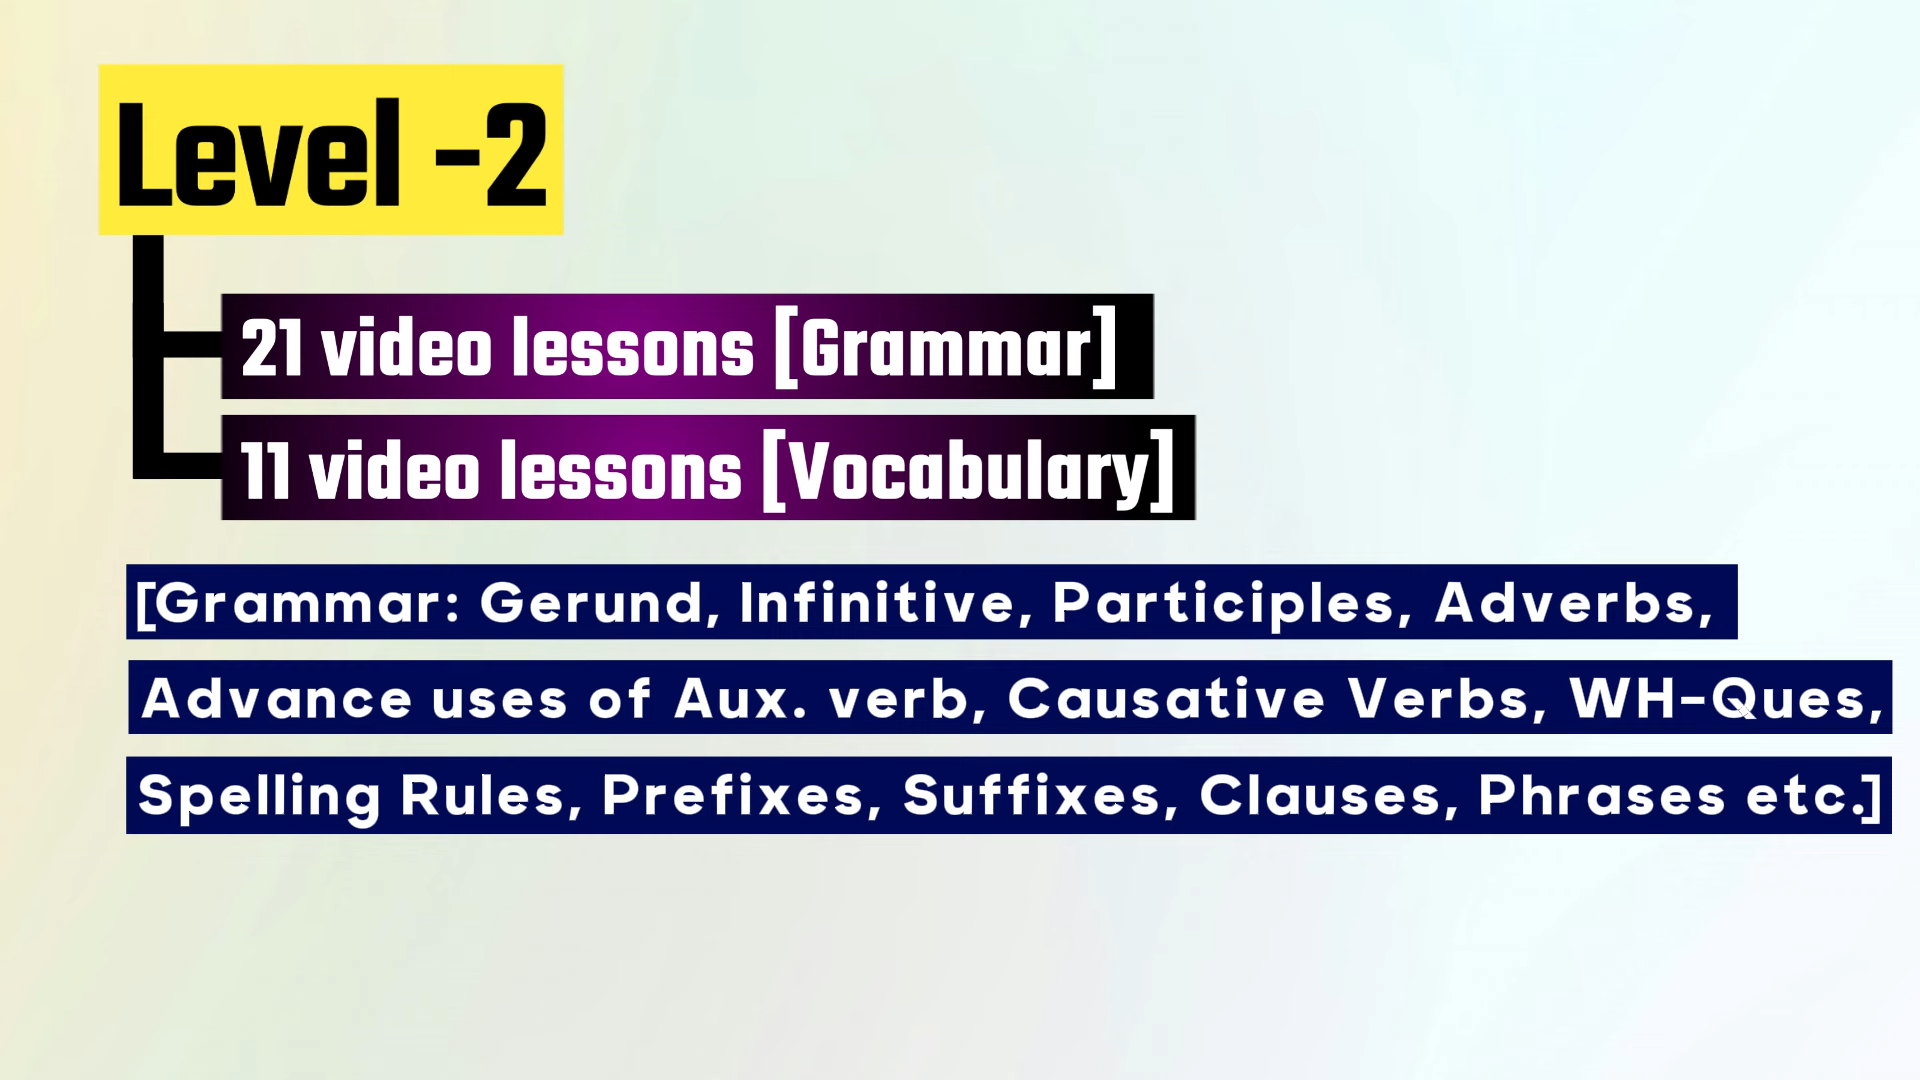 Level -2
21 video lessons [Grammar]
11 video lessons [Vocabulary]
[Grammar: Gerund, Infinitive, Participles, Adverbs,
Advance uses of Aux. verb, Causative Verbs, WH-Ques,
Spelling Rules, Prefixes, Suffixes, Clauses, Phrases etc.]